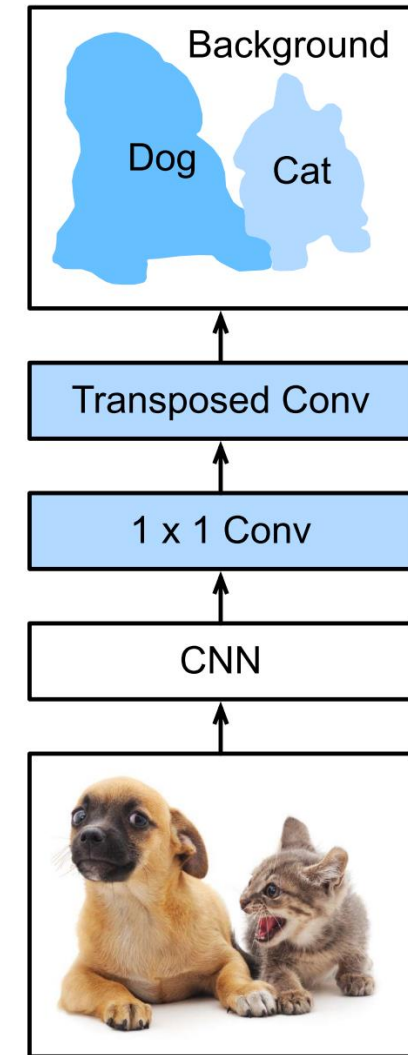 Background
Dog
Cat
Transposed Conv
1 x 1 Conv
CNN